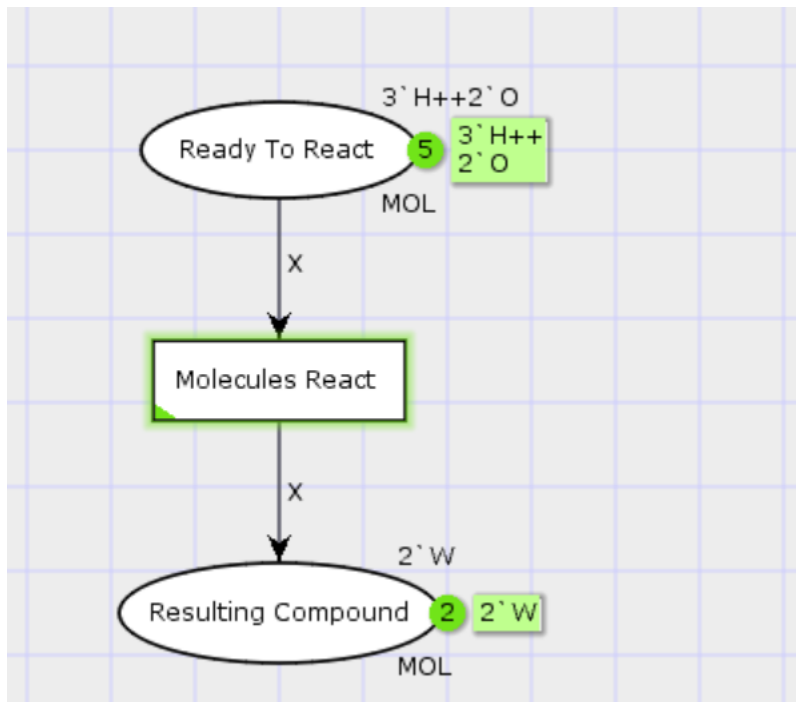 3`H++2`O
Ready To React
5
3`H++
2`O
MOL
X
Molecules React
X
2`W
Resulting Compound
2
2`W
MOL